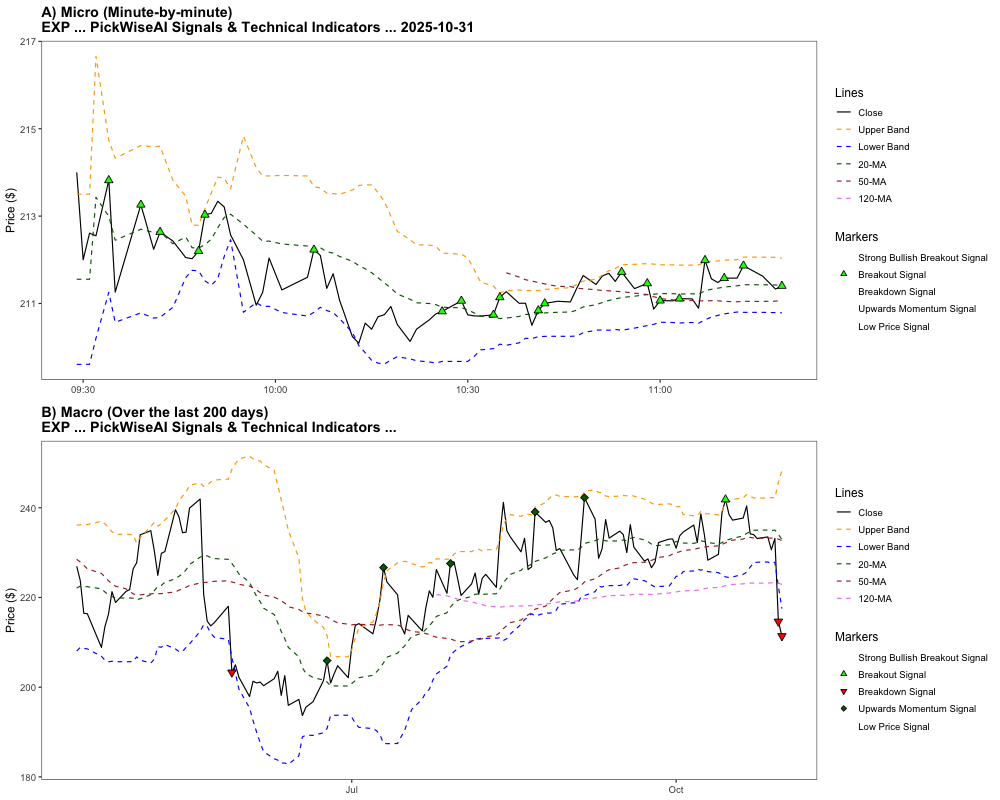 A) Micro (Minute-by-minute)
EXP ... PickWiseAI Signals & Technical Indicators ... 2025-10-31
Price ($)
217
215
213
211
09:30
10:00
10:30
11:00
Lines
Close
Upper Band
Lower Band
20-MA
50-MA
120-MA
Markers
Strong Bullish Breakout Signal
Breakout Signal
Breakdown Signal
Upwards Momentum Signal
Low Price Signal
B) Macro (Over the last 200 days)
EXP ... PickWiseAI Signals & Technical Indicators ...
Price ($)
240
220
200
180
Jul
Oct
Lines
Close
Upper Band
Lower Band
20-MA
50-MA
120-MA
Markers
Strong Bullish Breakout Signal
Breakout Signal
Breakdown Signal
Upwards Momentum Signal
Low Price Signal